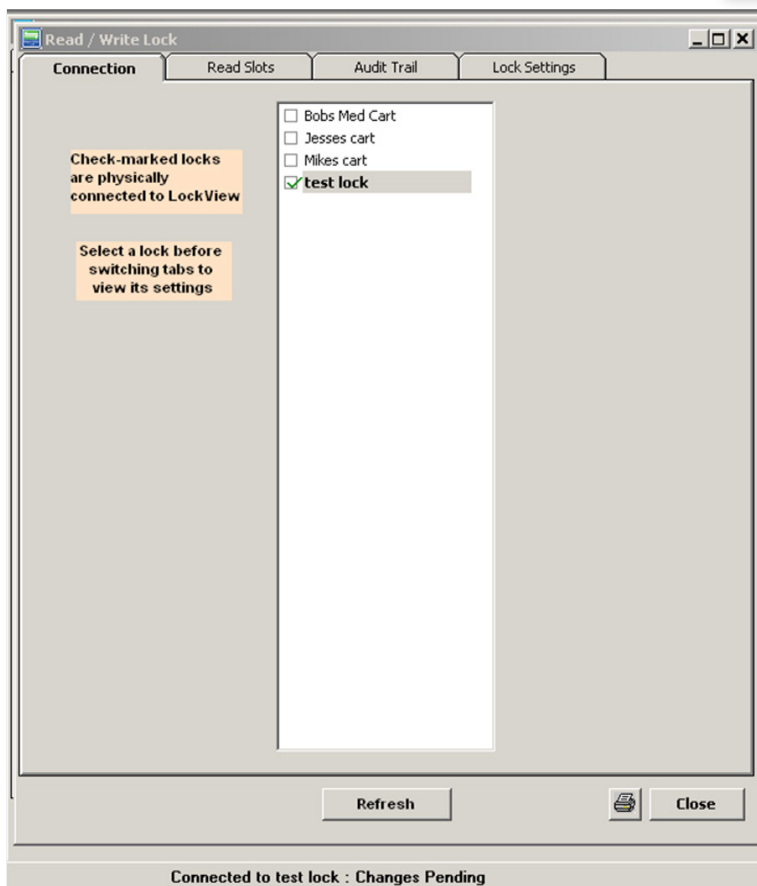 Read / Write Lock
Connection
Read Slots
Audit Trail
Lock Settings
Bobs Med Cart
Jesses cart
Mikes cart
test lock
Check-marked locks
are physically
connected to LockView
Select a lock before
switching tabs to
view its settings
Refresh
Close
Connected to test lock : Changes Pending